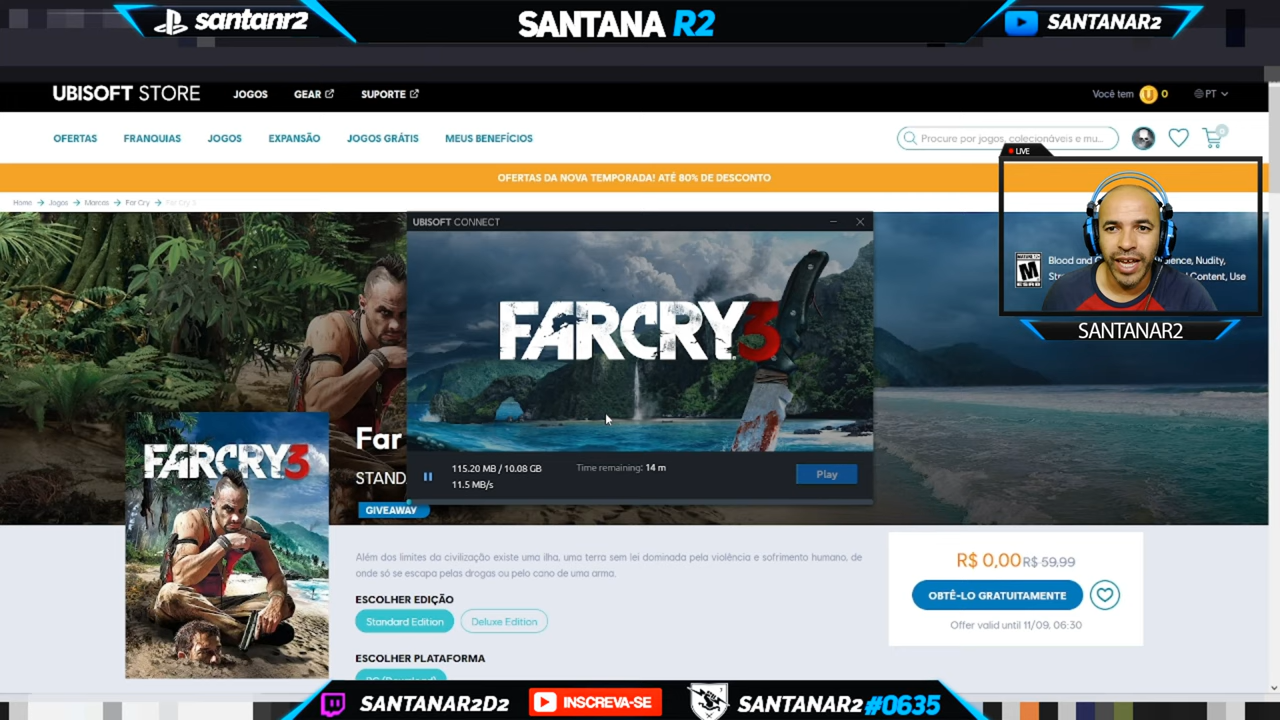 santanr2
SANTANA R2
SANTANAR2
UBISOFT STORE
JOGOS
GEAR
SUPORTE
Você tem 0
PT
OFERTAS
FRANQUIAS
JOGOS
EXPANSÃO
JOGOS GRÁTIS
MEUS BENEFÍCIOS
Procure por jogos, colecionáveis e mu...
0
LIVE
OFERTAS DA NOVA TEMPORADA! ATÉ 80% DE DESCONTO
Home → Jogos → Marcas → Far Cry → Far Cry 3
UBISOFT CONNECT
FARCRY3
M
Blood and
Nudity,
Content, Use
SANTANAR2
115.20 MB / 10.08 GB
11.5 MB/s
Time remaining: 14 m
Play
FARCRY3
Far
STAND
GIVEAWAY
Além dos limites da civilização existe uma ilha, uma terra sem lei dominada pela violência e sofrimento humano, de
onde só se escapa pelas drogas ou pelo cano de uma arma.
ESCOLHER EDIÇÃO
Standard Edition
Deluxe Edition
ESCOLHER PLATAFORMA
PC (Download)
R$ 0,00 R$ 59,99
OBTÊ-LO GRATUITAMENTE
Offer valid until 11/09, 06:30
SANTANAR2D2
INSCREVA-SE
SANTANAR2#0635